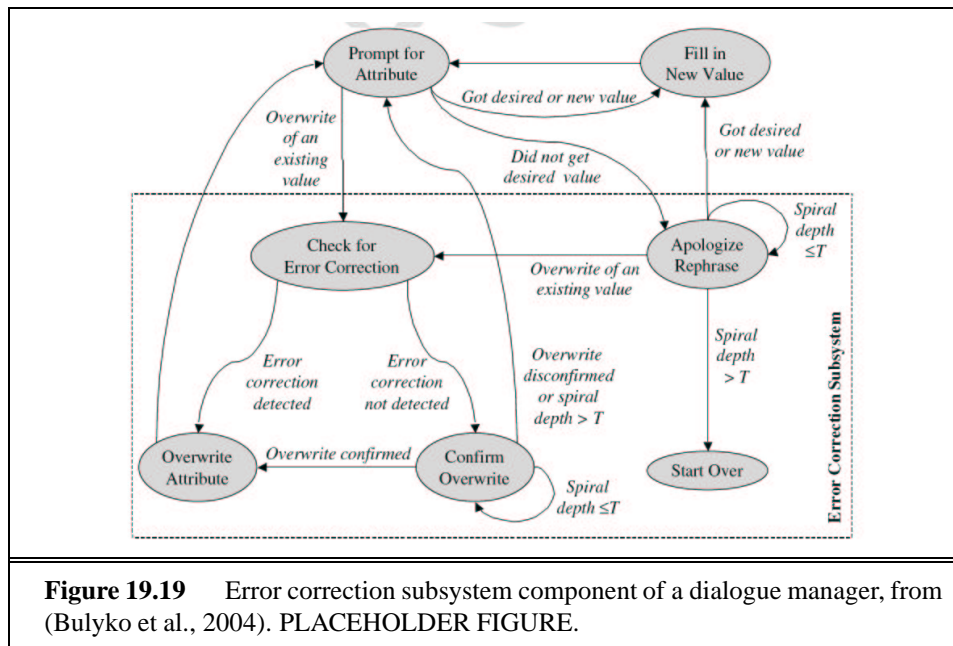 Prompt for
Attribute
Fill in
New Value
Got desired or new value
Overwrite
of an
existing
value
Did not get
desired value
Got desired
or new value
Check for
Error Correction
Apologize
Rephrase
Spiral
depth
≤T
Overwrite of an
existing value
Error
correction
detected
Error
correction
not detected
Overwrite
disconfirmed
or spiral
depth > T
Spiral
depth
> T
Error Correction Subsystem
Overwrite
Attribute
Overwrite confirmed
Confirm
Overwrite
Start Over
Spiral
depth ≤T
Figure 19.19 Error correction subsystem component of a dialogue manager, from
(Bulyko et al., 2004). PLACEHOLDER FIGURE.